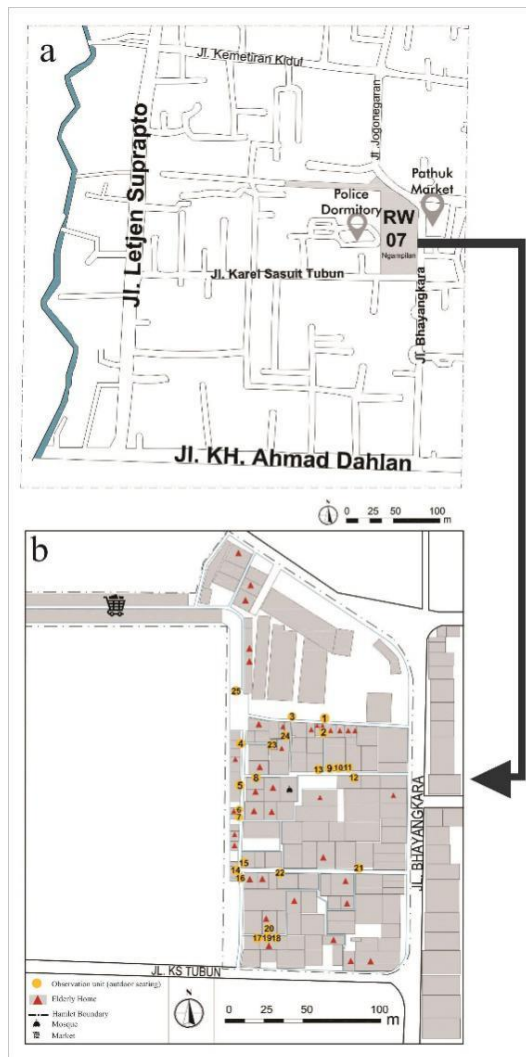 a
Jl. Kemetiran Kidul
Jl. Letjen Suprapto
Jl. Jogonegaran
Pathuk
Market
Police
Dormitory
RW
07
Ngampilan
Jl. Karel Sasuit Tubun
Jl. Bhayangkara
Jl. KH. Ahmad Dahlan
0 25 50 100
m
b
25
3
1
2
24
4
23
13
9
10
11
12
8
5
6
7
15
14
16
22
21
20
17
19
18
JL. BHAYANGKARA
JL. KS TUBUN
Observation unit (outdoor seating)
Elderly Home
Hamlet Boundary
Mosque
Market
0 25 50 100
m